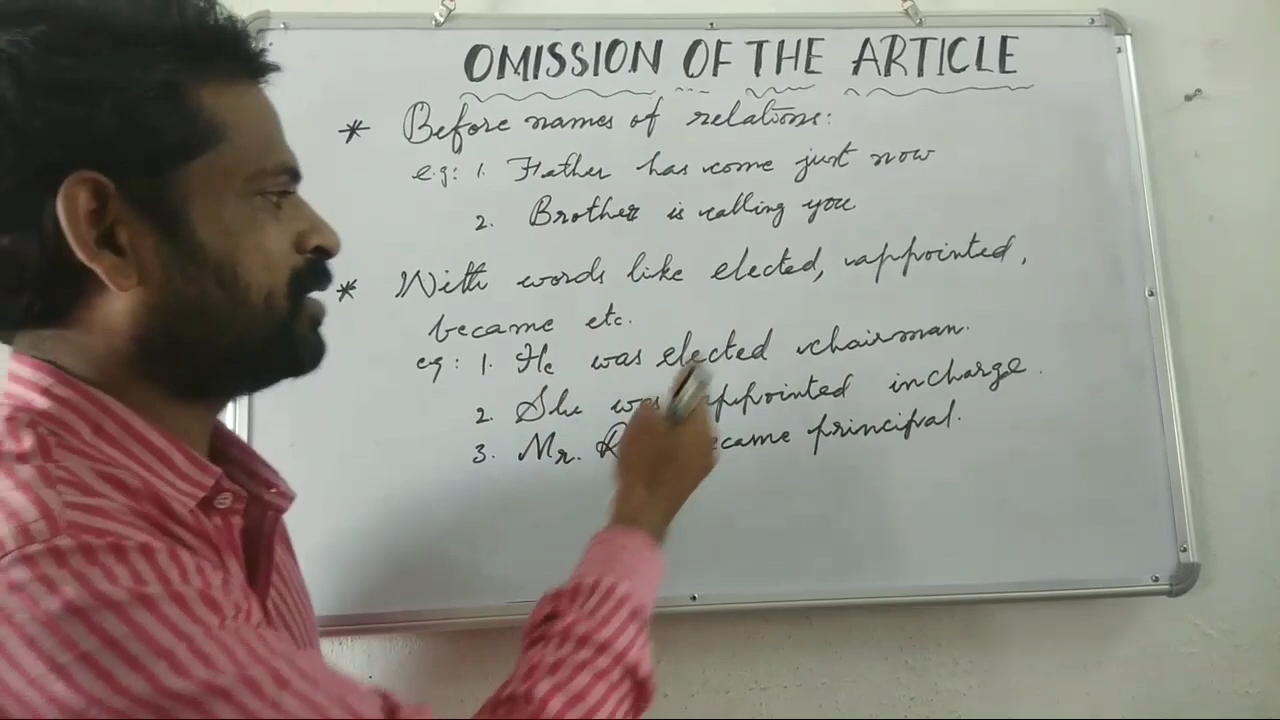 OMISSION OF THE ARTICLE
* Before names of relations:
e.g: 1. Father has come just now
2. Brother is calling you
* With words like elected, appointed,
became etc.
eg: 1. He was elected chairman.
2. She was appointed incharge.
3. Mr. became principal.